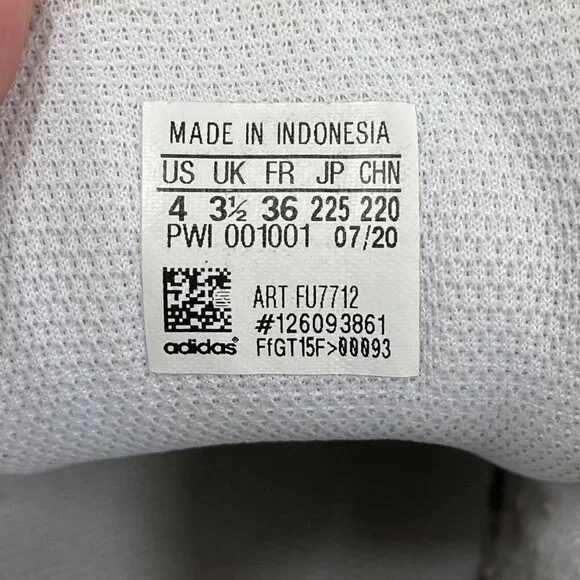 MADE IN INDONESIA
US UK FR JP CHN
4 3½ 36 225 220
PWI 001001 07/20
ART FU7712
#126093861
adidas® FfGT15F>00093